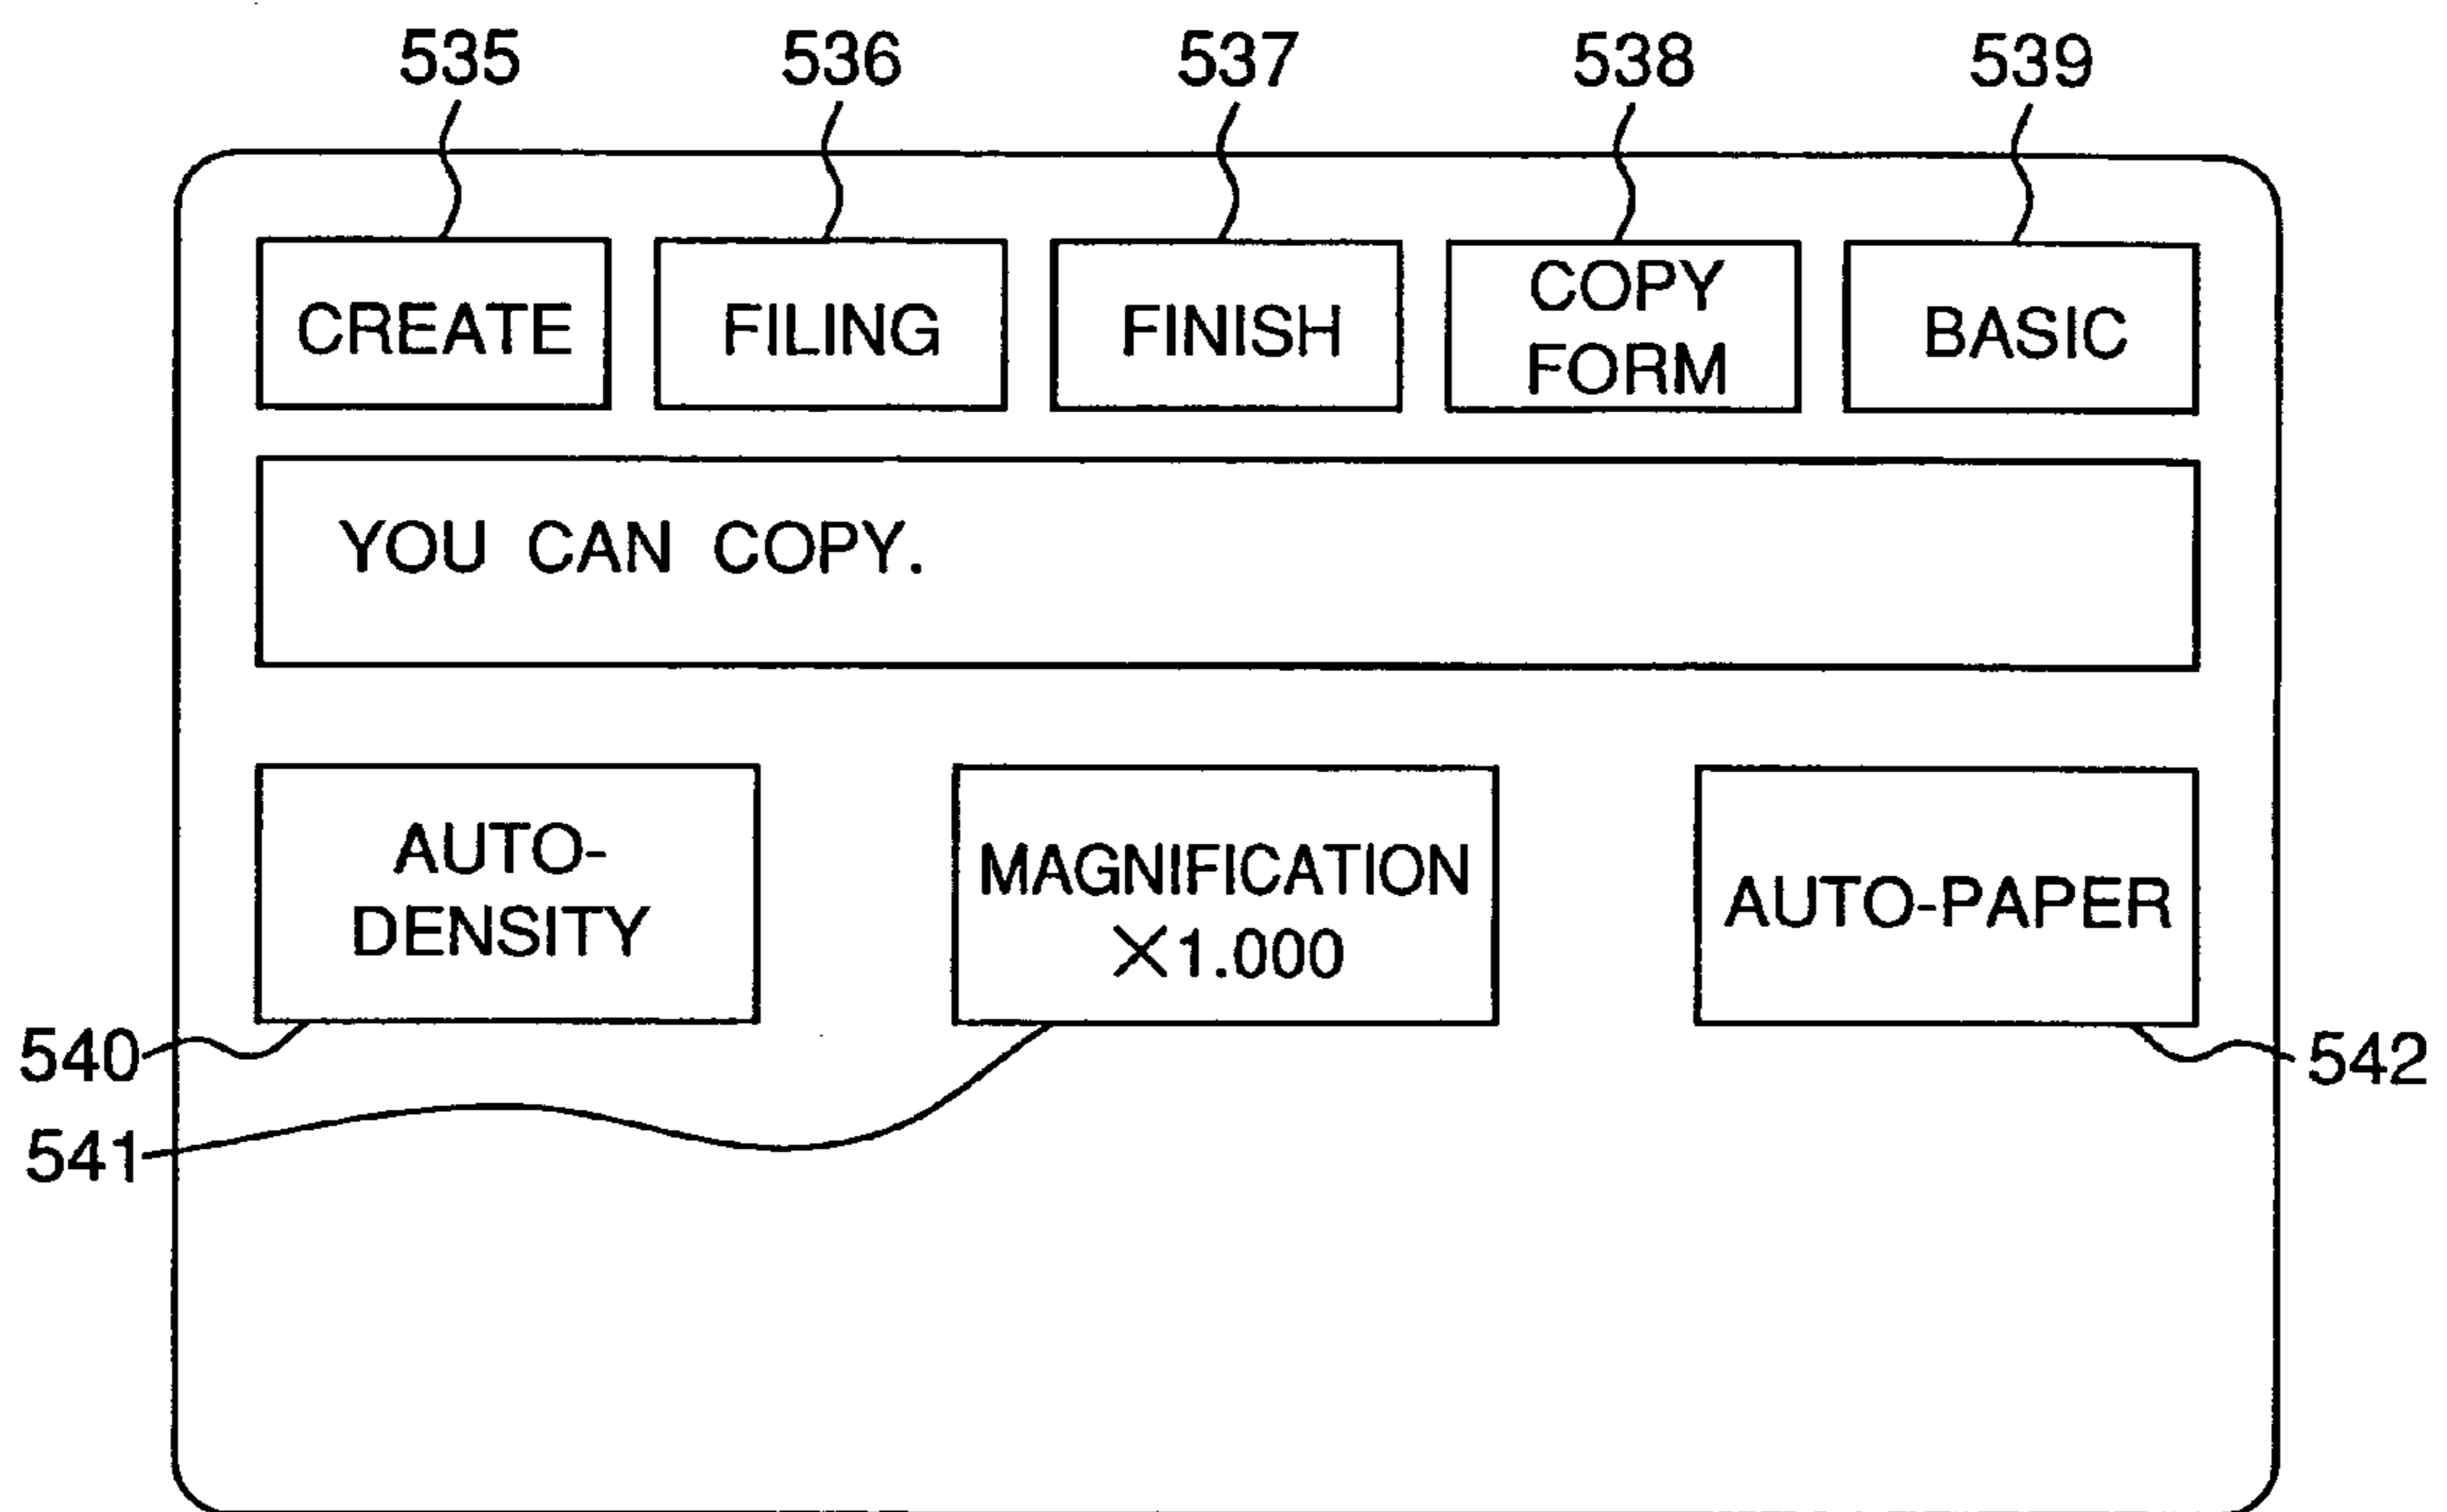 535 536 537 538 539
CREATE
FILING
FINISH
COPY
FORM
BASIC
YOU CAN COPY.
AUTO-
DENSITY
MAGNIFICATION
×1.000
AUTO-PAPER
540
541
542